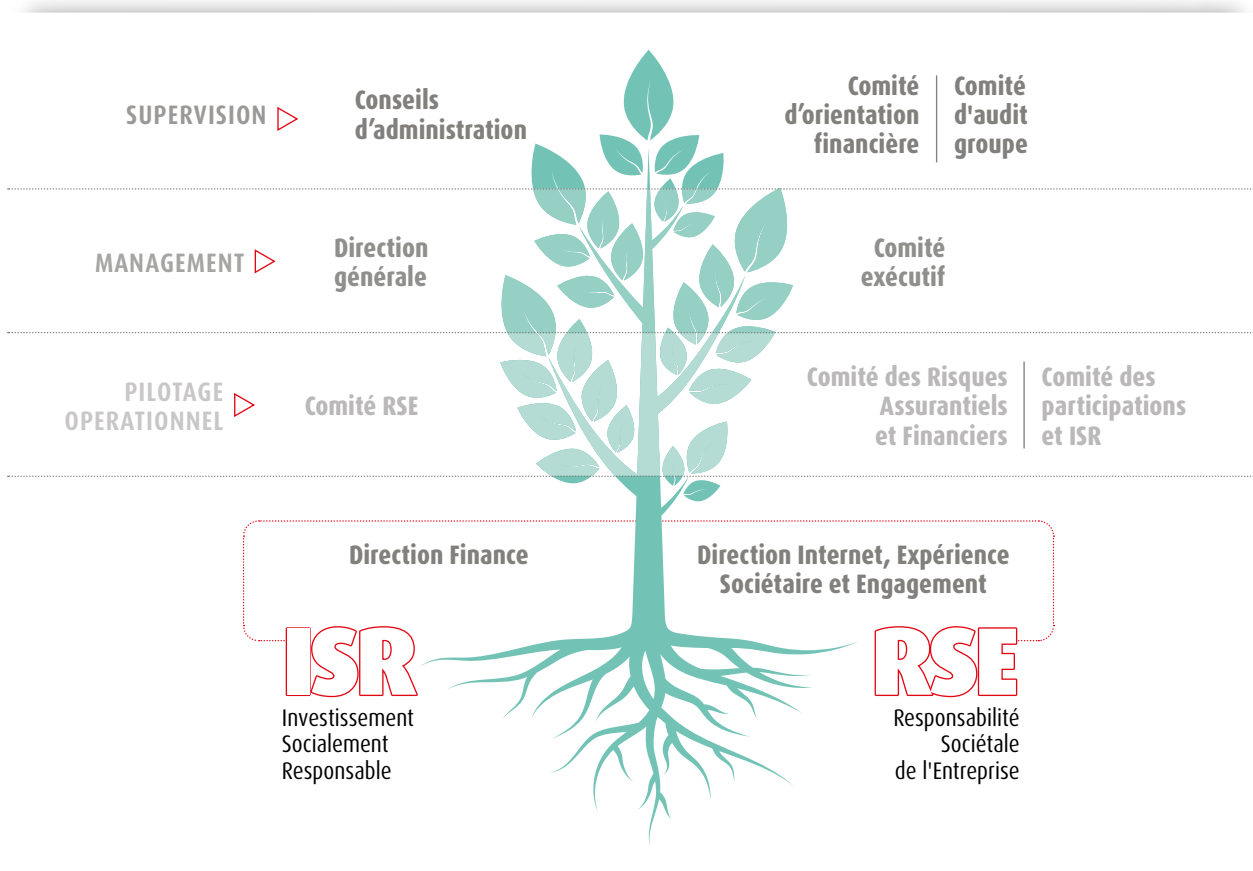 SUPERVISION
Conseils
d’administration
Comité
d’orientation
financière
Comité
d'audit
groupe
MANAGEMENT
Direction
générale
Comité
exécutif
PILOTAGE
OPERATIONNEL
Comité RSE
Comité des Risques
Assurantiels
et Financiers
Comité des
participations
et ISR
Direction Finance
Direction Internet, Expérience
Sociétaire et Engagement
ISR
Investissement
Socialement
Responsable
RSE
Responsabilité
Sociétale
de l'Entreprise